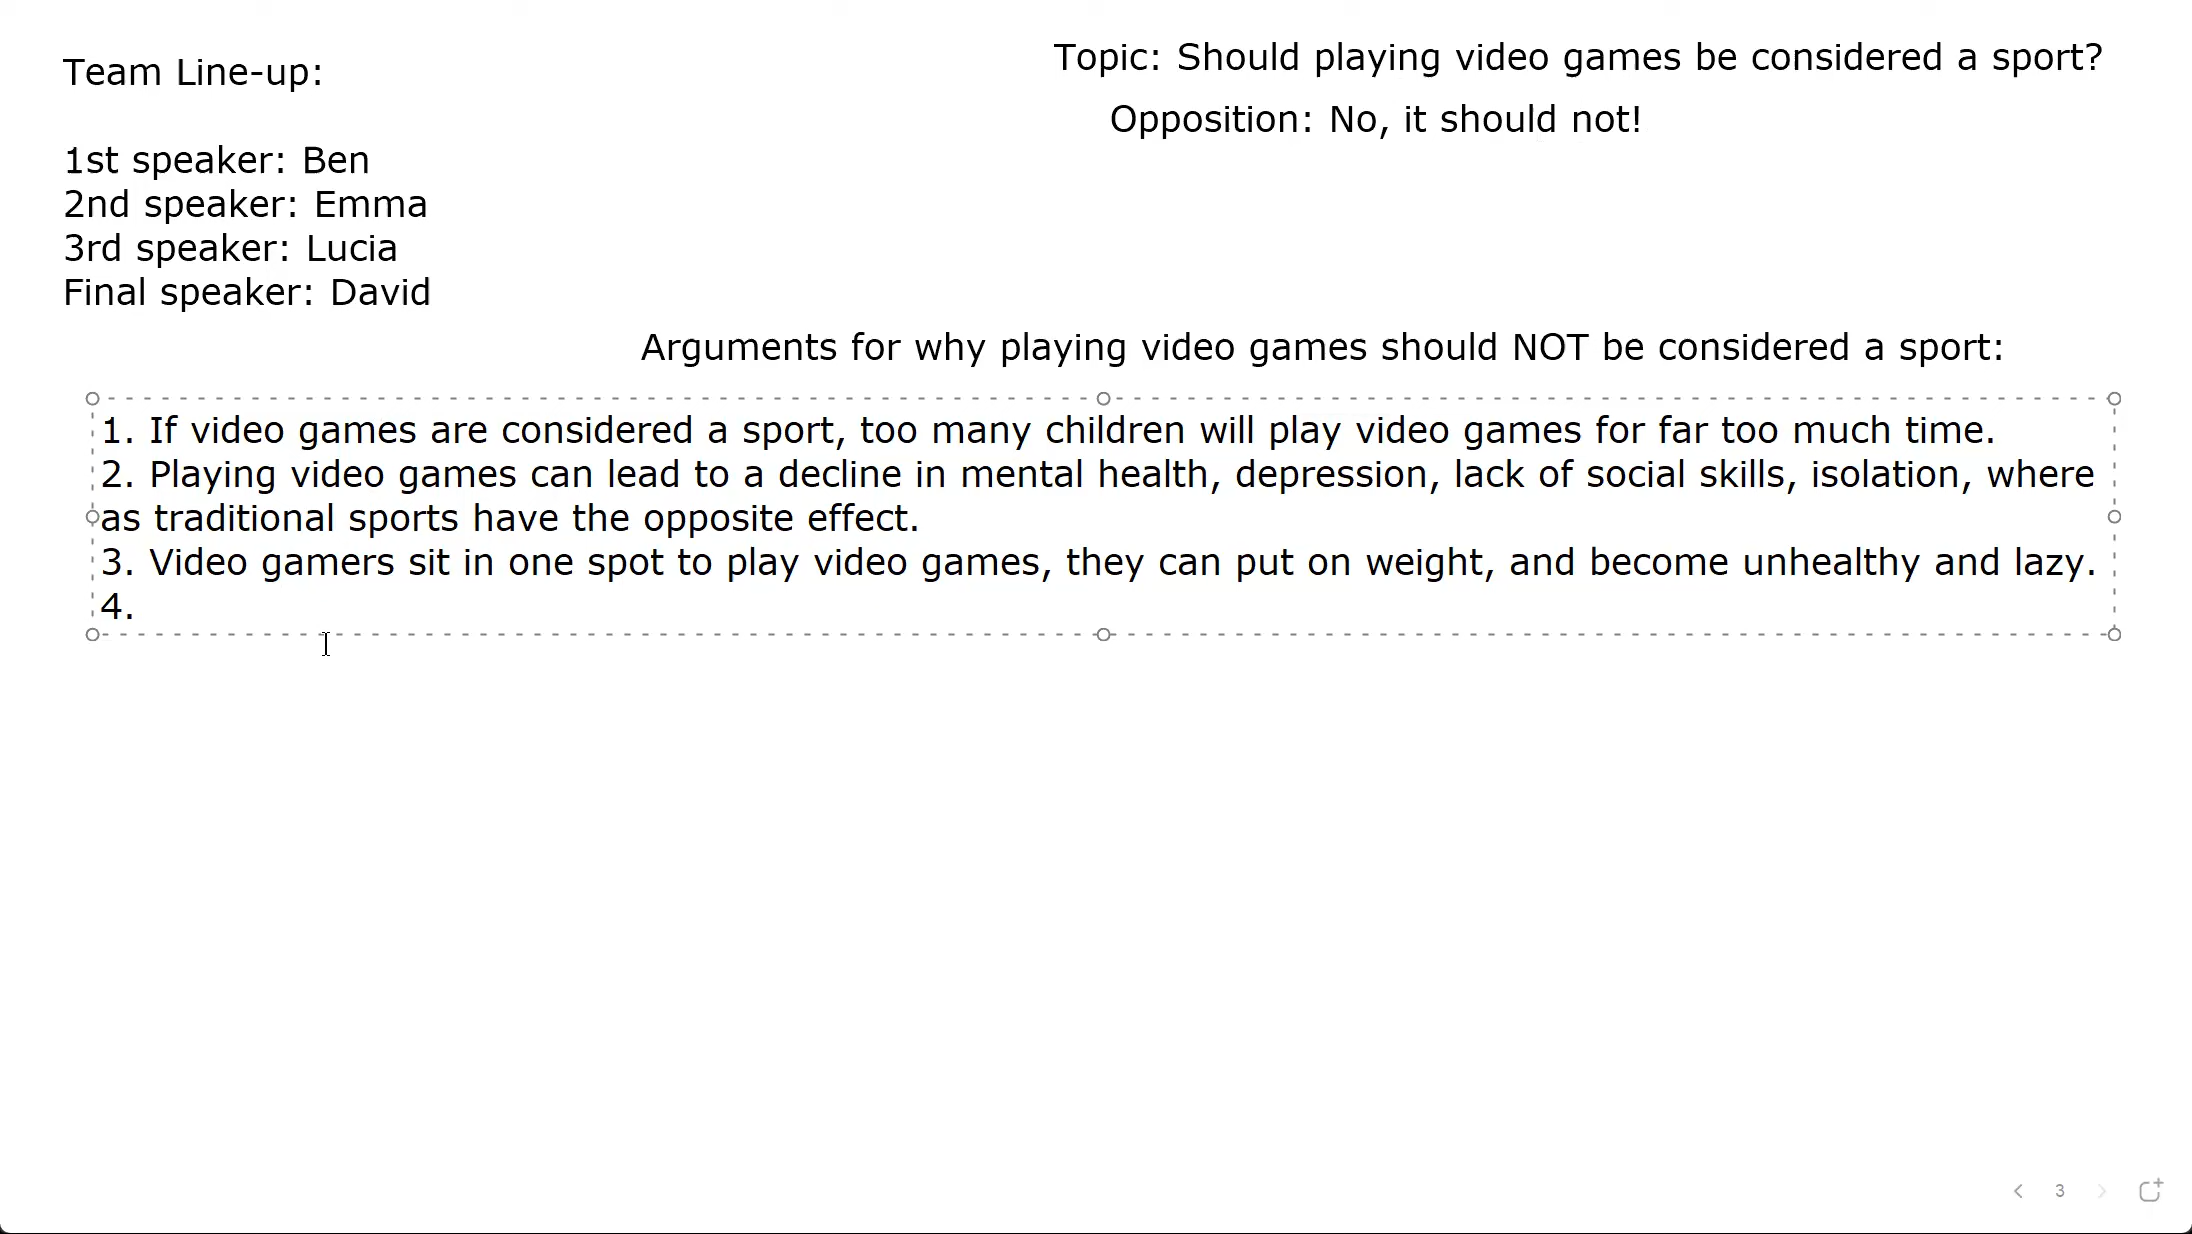 Team Line-up:
Topic: Should playing video games be considered a sport?
Opposition: No, it should not!
1st speaker: Ben
2nd speaker: Emma
3rd speaker: Lucia
Final speaker: David
Arguments for why playing video games should NOT be considered a sport:
1. If video games are considered a sport, too many children will play video games for far too much time.
2. Playing video games can lead to a decline in mental health, depression, lack of social skills, isolation, where
as traditional sports have the opposite effect.
3. Video gamers sit in one spot to play video games, they can put on weight, and become unhealthy and lazy.
4.
3